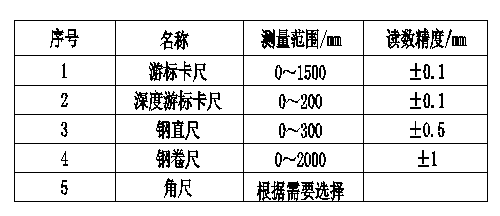 序号 名称 测量范围/mm 读数精度/mm
1 游标卡尺 0～1500 ±0.1
2 深度游标卡尺 0～200 ±0.1
3 钢直尺 0～300 ±0.5
4 钢卷尺 0～2000 ±1
5 角尺 根据需要选择